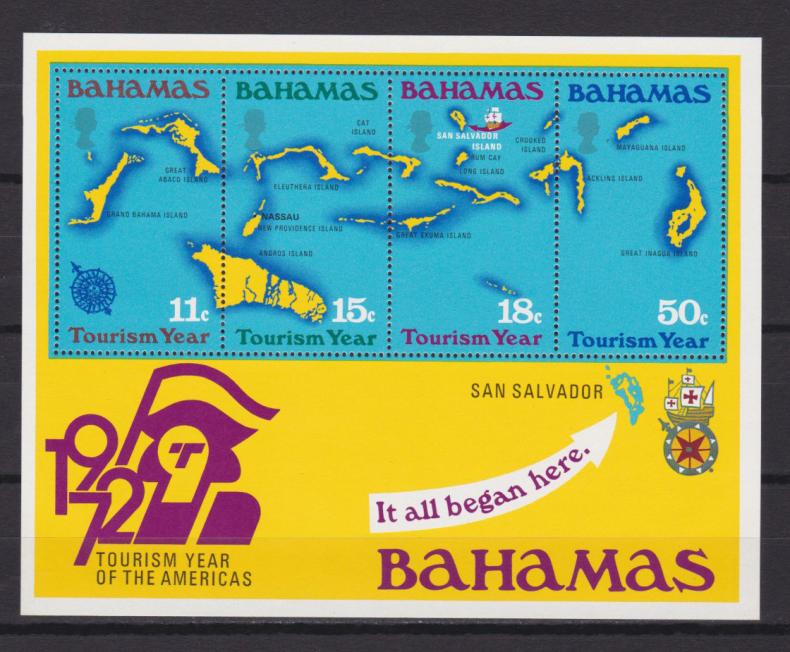 BAHAMAS
GREAT
ABACO ISLAND
GRAND BAHAMA ISLAND
11c
Tourism Year
BAHAMAS
CAT
ISLAND
ELEUTHERA ISLAND
NASSAU
NEW PROVIDENCE ISLAND
ANDROS ISLAND
15c
Tourism Year
BAHAMAS
SAN SALVADOR
ISLAND
RUM CAY
LONG ISLAND
CROOKED
ISLAND
GREAT EXUMA ISLAND
18c
Tourism Year
BAHAMAS
MAYAGUANA ISLAND
ACKLINS ISLAND
GREAT INAGUA ISLAND
50c
Tourism Year
SAN SALVADOR
It all began here.
1972
T
TOURISM YEAR
OF THE AMERICAS
BAHAMAS